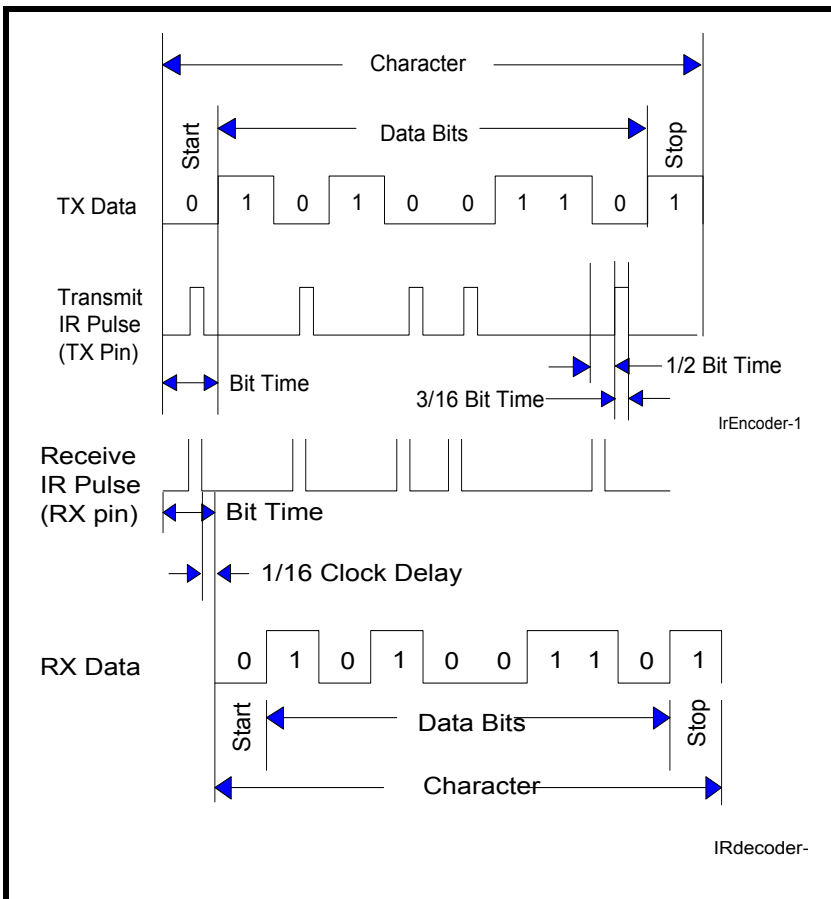 Character
Start
Data Bits
Stop
TX Data
0 1 0 1 0 0 1 1 0 1
Transmit
IR Pulse
(TX Pin)
Bit Time
1/2 Bit Time
3/16 Bit Time
IrEncoder-1
Receive
IR Pulse
(RX pin)
Bit Time
1/16 Clock Delay
RX Data
0 1 0 1 0 0 1 1 0 1
Start
Data Bits
Stop
Character
IRdecoder-